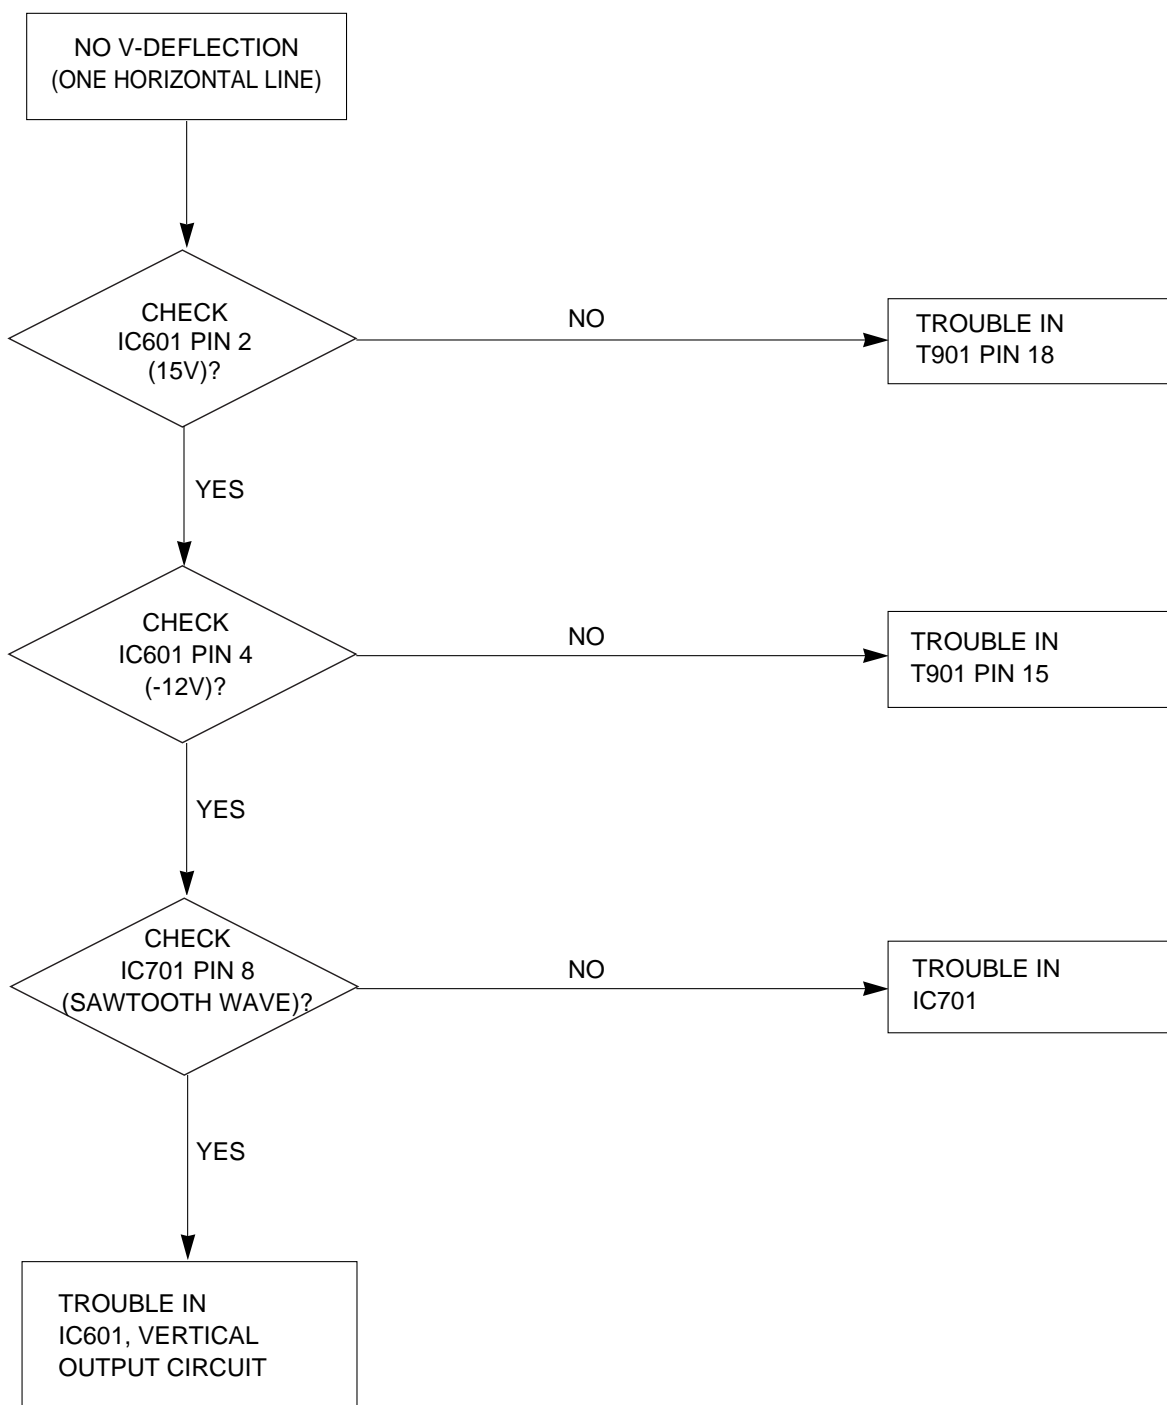 NO V-DEFLECTION
(ONE HORIZONTAL LINE)
CHECK
IC601 PIN 2
(15V)?
NO
TROUBLE IN
T901 PIN 18
YES
CHECK
IC601 PIN 4
(-12V)?
NO
TROUBLE IN
T901 PIN 15
YES
CHECK
IC701 PIN 8
(SAWTOOTH WAVE)?
NO
TROUBLE IN
IC701
YES
TROUBLE IN
IC601, VERTICAL
OUTPUT CIRCUIT